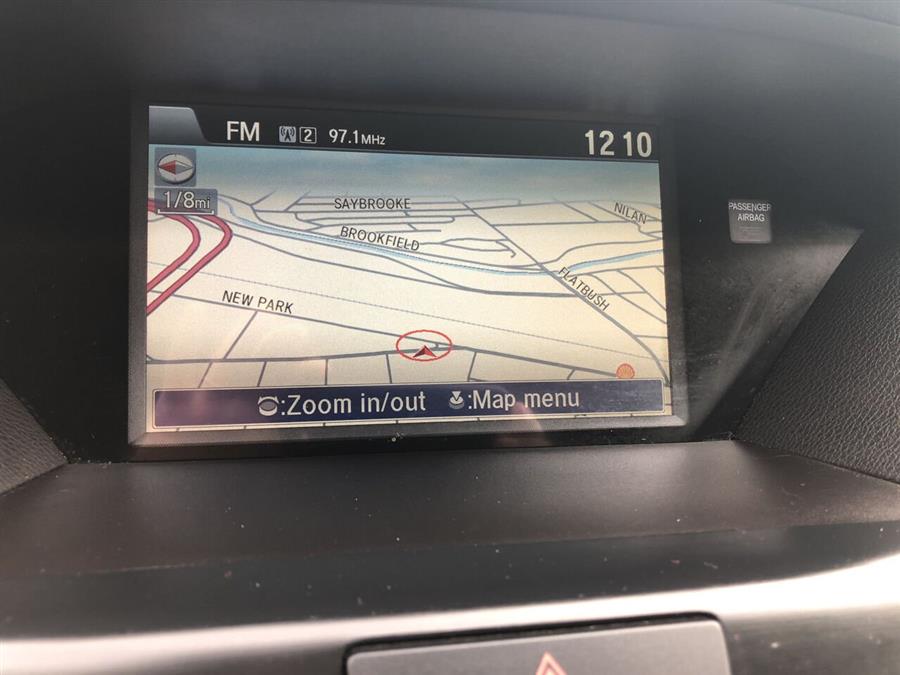 FM 2 97.1MHz 12 10
1/8mi
SAYBROOKE
NILAN
BROOKFIELD
FLATBUSH
NEW PARK
:Zoom in/out :Map menu
PASSENGER
AIRBAG